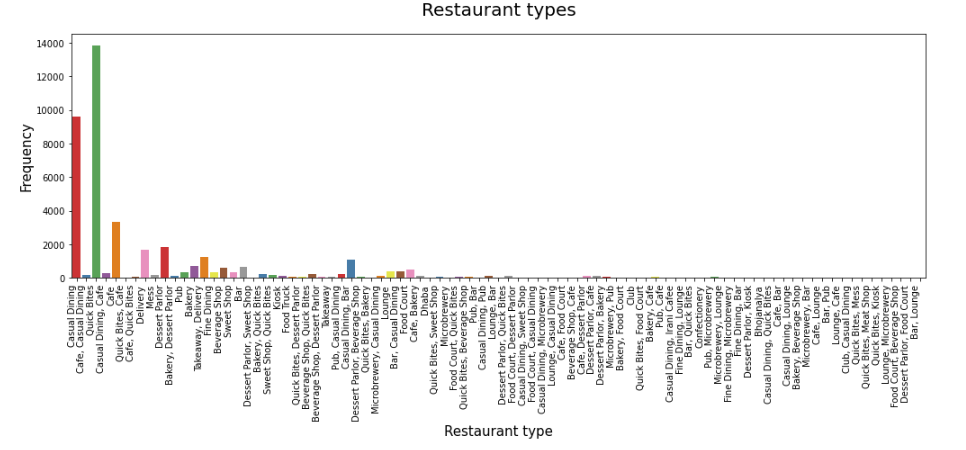 Restaurant types
Frequency
14000
12000
10000
8000
6000
4000
2000
0
Casual Dining
Cafe, Casual Dining
Quick Bites
Casual Dining, Cafe
Cafe
Quick Bites, Cafe
Cafe, Quick Bites
Delivery
Mess
Dessert Parlor
Bakery, Dessert Parlor
Pub
Bakery
Takeaway, Delivery
Fine Dining
Beverage Shop
Sweet Shop
Bar
Dessert Parlor, Sweet Shop
Bakery, Quick Bites
Sweet Shop, Quick Bites
Kiosk
Food Truck
Quick Bites, Dessert Parlor
Beverage Shop, Quick Bites
Beverage Shop, Dessert Parlor
Takeaway
Pub, Casual Dining
Casual Dining, Bar
Dessert Parlor, Beverage Shop
Quick Bites, Bakery
Microbrewery, Casual Dining
Lounge
Bar, Casual Dining
Food Court
Cafe, Bakery
Dhaba
Quick Bites, Sweet Shop
Microbrewery
Food Court, Quick Bites
Quick Bites, Beverage Shop
Pub, Bar
Casual Dining, Pub
Lounge, Bar
Dessert Parlor, Quick Bites
Food Court, Dessert Parlor
Casual Dining, Sweet Shop
Food Court, Casual Dining
Casual Dining, Microbrewery
Lounge, Casual Dining
Cafe, Food Court
Beverage Shop, Cafe
Cafe, Dessert Parlor
Dessert Parlor, Cafe
Dessert Parlor, Bakery
Microbrewery, Pub
Bakery, Food Court
Club
Quick Bites, Food Court
Bakery, Cafe
Pub, Cafe
Casual Dining, Irani Cafee
Fine Dining, Lounge
Bar, Quick Bites
Confectionery
Pub, Microbrewery
Microbrewery, Lounge
Fine Dining, Microbrewery
Fine Dining, Bar
Dessert Parlor, Kiosk
Bhojanalya
Casual Dining, Quick Bites
Cafe, Bar
Casual Dining, Lounge
Bakery, Beverage Shop
Microbrewery, Bar
Cafe, Lounge
Bar, Pub
Lounge, Cafe
Club, Casual Dining
Quick Bites, Mess
Quick Bites, Meat Shop
Quick Bites, Kiosk
Lounge, Microbrewery
Food Court, Beverage Shop
Dessert Parlor, Food Court
Bar, Lounge
Restaurant type